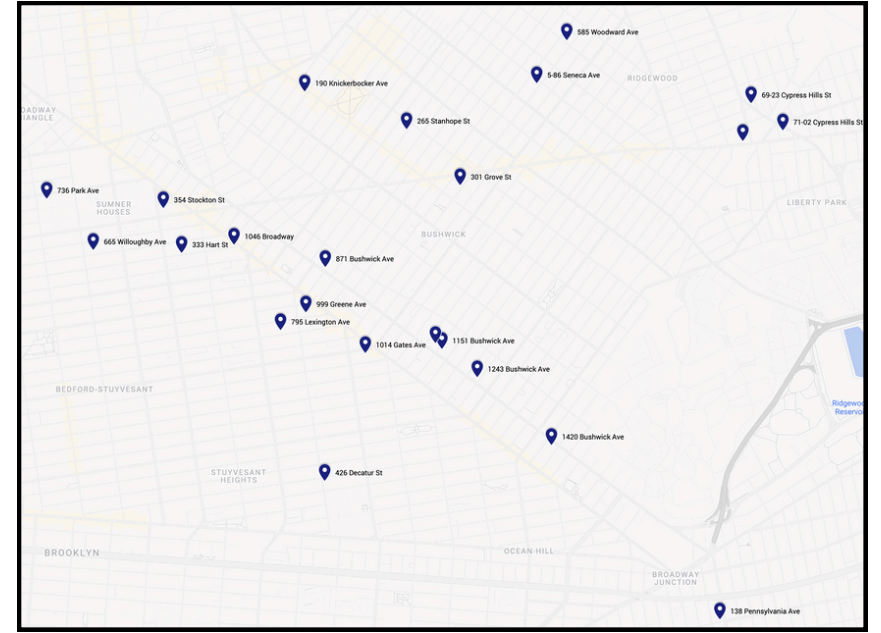 585 Woodward Ave
5-86 Seneca Ave
RIDGEWOOD
190 Knickerbocker Ave
69-23 Cypress Hills St
OADWAY
IANGLE
265 Stanhope St
71-02 Cypress Hills St
301 Grove St
736 Park Ave
354 Stockton St
SUMNER
HOUSES
LIBERTY PARK
BUSHWICK
665 Willoughby Ave
333 Hart St
1046 Broadway
871 Bushwick Ave
999 Greene Ave
795 Lexington Ave
1014 Gates Ave
1151 Bushwick Ave
1243 Bushwick Ave
BEDFORD-STUYVESANT
Ridgewoo
Reservo
1420 Bushwick Ave
STUYVESANT
HEIGHTS
426 Decatur St
BROOKLYN
OCEAN HILL
BROADWAY
JUNCTION
138 Pennsylvania Ave